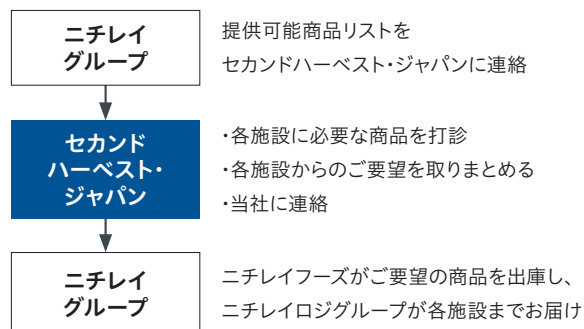 ニチレイ
グループ
提供可能商品リストを
セカンドハーベスト・ジャパンに連絡
セカンド
ハーベスト・
ジャパン
・各施設に必要な商品を打診
・各施設からのご要望を取りまとめる
・当社に連絡
ニチレイ
グループ
ニチレイフーズがご要望の商品を出庫し、
ニチレイロジグループが各施設までお届け